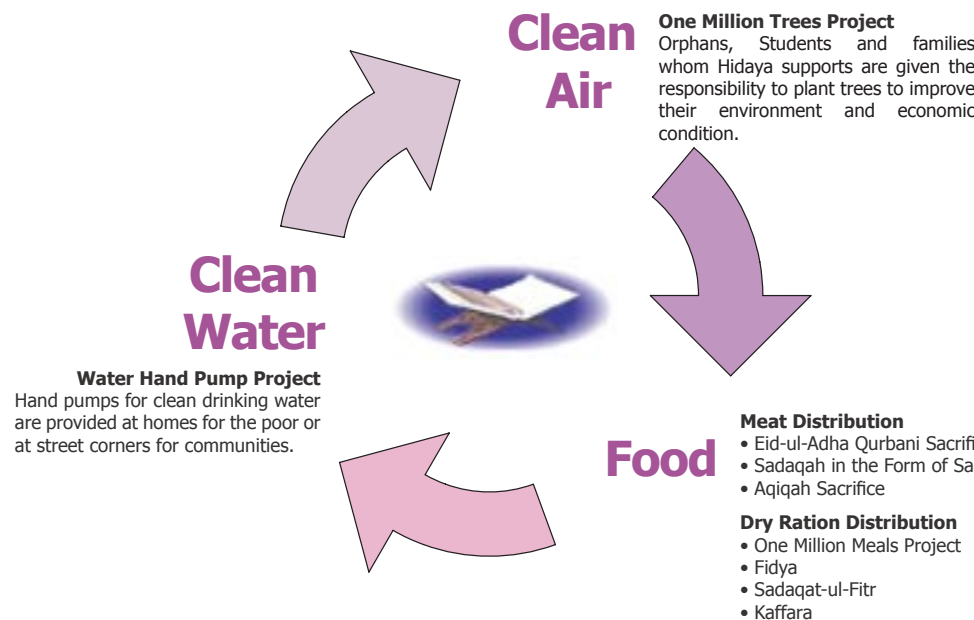 Clean
Air
One Million Trees Project
Orphans, Students and families
whom Hidaya supports are given the
responsibility to plant trees to improve
their environment and economic
condition.
Clean
Water
Water Hand Pump Project
Hand pumps for clean drinking water
are provided at homes for the poor or
at street corners for communities.
Food
Meat Distribution
• Eid-ul-Adha Qurbani Sacrifi
• Sadaqah in the Form of Sa
• Aqiqah Sacrifice
Dry Ration Distribution
• One Million Meals Project
• Fidya
• Sadaqat-ul-Fitr
• Kaffara